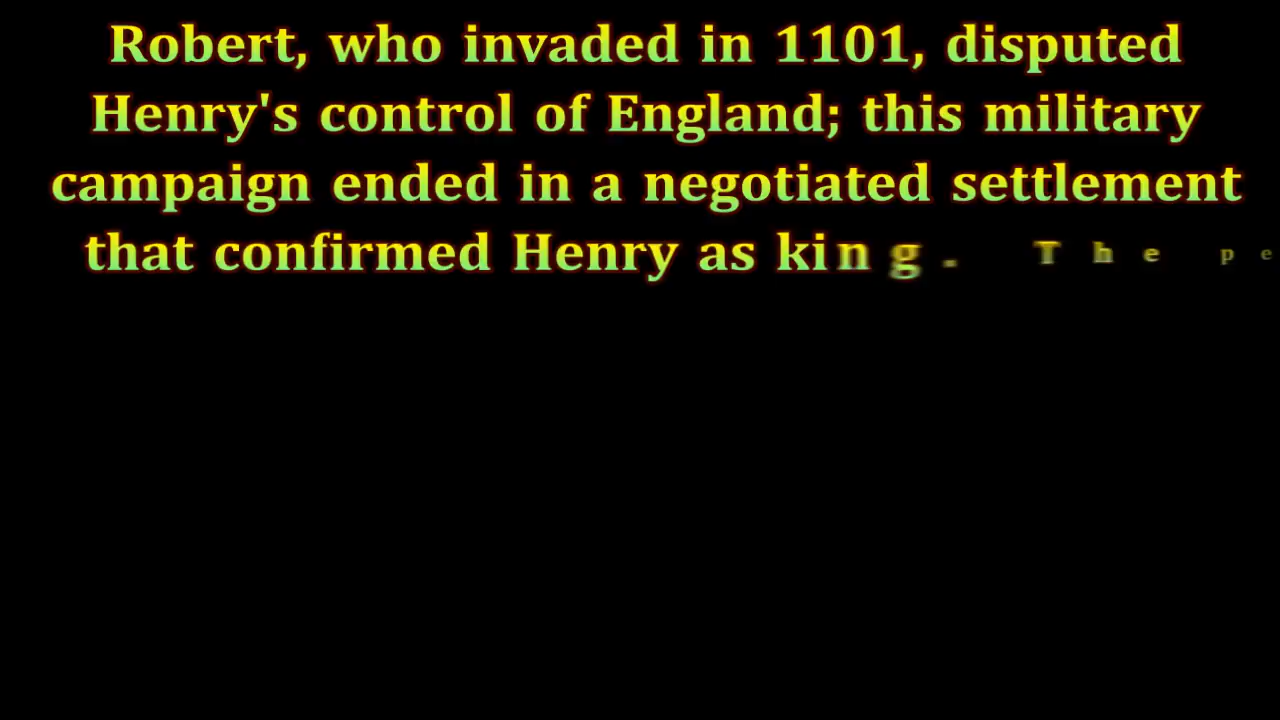 Robert, who invaded in 1101, disputed
Henry's control of England; this military
campaign ended in a negotiated settlement
that confirmed Henry as king. The pe